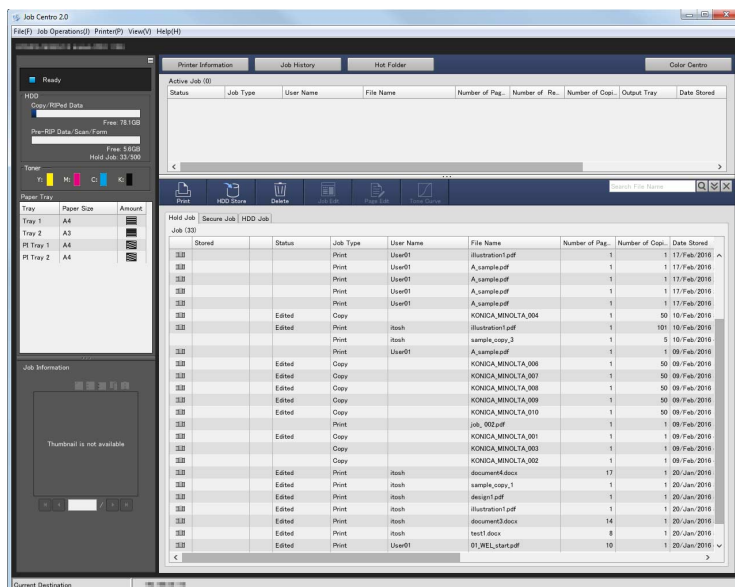 Job Centro 2.0
File(F) Job Operations(J) Printer(P) View(V) Help(H)
Ready
HDD
Copy/RIPed Data
Free: 78.1GB
Pre-RIP Data/Scan/Form
Free: 5.6GB
Hold Job: 33/500
Toner
Y: M: C: K:
Paper Tray
Tray Paper Size Amount
Tray 1 A4
Tray 2 A3
PI Tray 1 A4
PI Tray 2 A4
Job Information
Thumbnail is not available
/
Current Destination
Printer Information Job History Hot Folder Color Centro
Active Job (0)
Status Job Type User Name File Name Number of Pag... Number of Re... Number of Copi... Output Tray Date Stored
Print HDD Store Delete Job Edit Page Edit Tone Curve Search File Name
Hold Job Secure Job HDD Job
Job (33)
Stored Status Job Type User Name File Name Number of Pag... Number of Copi... Date Stored
Print User01 illustration1.pdf 1 1 17/Feb/2016
Print User01 A_sample.pdf 1 1 17/Feb/2016
Print User01 A_sample.pdf 1 1 17/Feb/2016
Print User01 A_sample.pdf 1 1 17/Feb/2016
Print User01 A_sample.pdf 1 1 17/Feb/2016
Edited Copy KONICA_MINOLTA_004 1 50 10/Feb/2016
Edited Print itosh illustration1.pdf 1 101 10/Feb/2016
Print itosh sample_copy_3 1 5 10/Feb/2016
Print User01 A_sample.pdf 1 1 09/Feb/2016
Edited Copy KONICA_MINOLTA_006 1 50 09/Feb/2016
Edited Copy KONICA_MINOLTA_007 1 50 09/Feb/2016
Edited Copy KONICA_MINOLTA_008 1 50 09/Feb/2016
Edited Copy KONICA_MINOLTA_009 1 50 09/Feb/2016
Edited Copy KONICA_MINOLTA_010 1 50 09/Feb/2016
Print job_ 002.pdf 1 1 09/Feb/2016
Edited Copy KONICA_MINOLTA_001 1 1 09/Feb/2016
Copy KONICA_MINOLTA_003 1 1 09/Feb/2016
Copy KONICA_MINOLTA_002 1 1 09/Feb/2016
Edited Print itosh document4.docx 17 1 20/Jan/2016
Edited Print itosh sample_copy_1 1 1 20/Jan/2016
Edited Print itosh design1.pdf 1 1 20/Jan/2016
Edited Print itosh illustration1.pdf 1 1 20/Jan/2016
Edited Print itosh document3.docx 14 1 20/Jan/2016
Edited Print itosh test1.docx 8 1 20/Jan/2016
Edited Print User01 01_WEL_start.pdf 10 1 20/Jan/2016